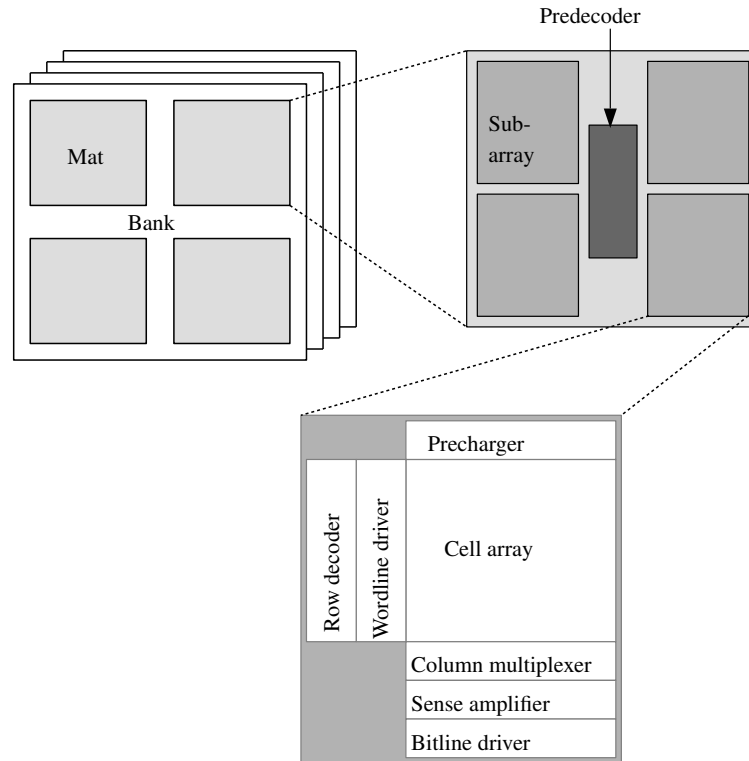 Predecoder
Mat
Sub-
array
Bank
Precharger
Row decoder
Wordline driver
Cell array
Column multiplexer
Sense amplifier
Bitline driver